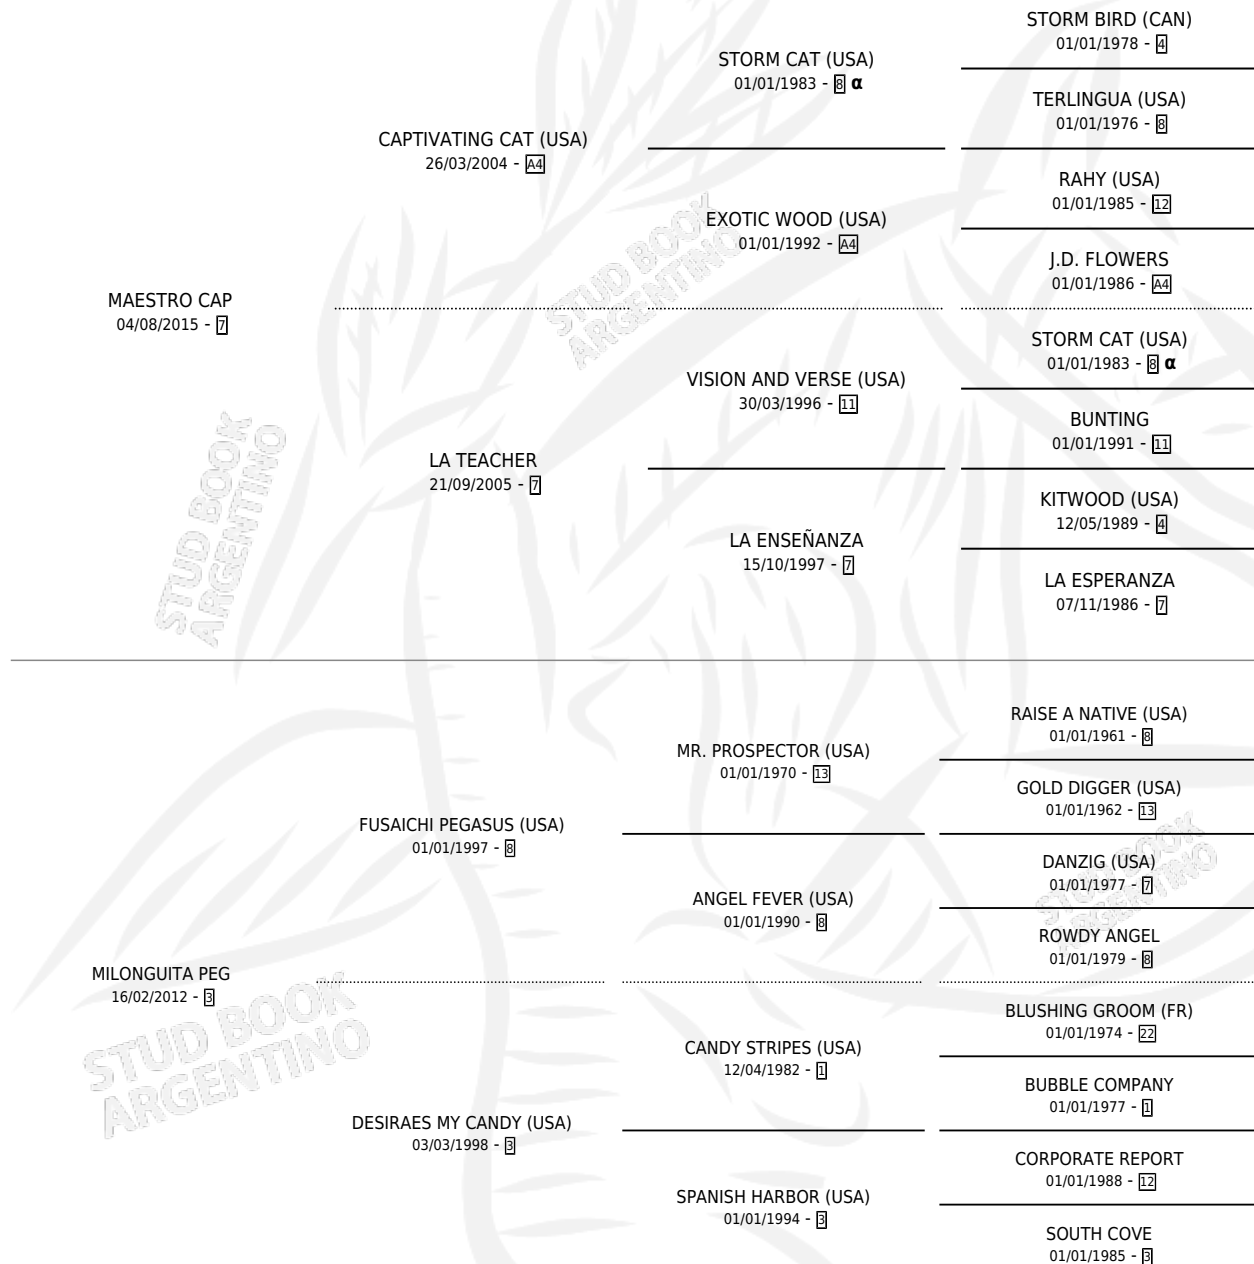 STORM BIRD (CAN)
01/01/1978 - 4
STORM CAT (USA)
01/01/1983 - 8 α
TERLINGUA (USA)
01/01/1976 - 8
CAPTIVATING CAT (USA)
26/03/2004 - A4
RAHY (USA)
01/01/1985 - 12
EXOTIC WOOD (USA)
01/01/1992 - A4
J.D. FLOWERS
01/01/1986 - A4
MAESTRO CAP
04/08/2015 - 7
STORM CAT (USA)
01/01/1983 - 8 α
VISION AND VERSE (USA)
30/03/1996 - 11
BUNTING
01/01/1991 - 11
LA TEACHER
21/09/2005 - 7
KITWOOD (USA)
12/05/1989 - 4
LA ENSEÑANZA
15/10/1997 - 7
LA ESPERANZA
07/11/1986 - 7
RAISE A NATIVE (USA)
01/01/1961 - 8
MR. PROSPECTOR (USA)
01/01/1970 - 13
GOLD DIGGER (USA)
01/01/1962 - 13
FUSAICHI PEGASUS (USA)
01/01/1997 - 8
DANZIG (USA)
01/01/1977 - 7
ANGEL FEVER (USA)
01/01/1990 - 8
ROWDY ANGEL
01/01/1979 - 8
MILONGUITA PEG
16/02/2012 - 3
BLUSHING GROOM (FR)
01/01/1974 - 22
CANDY STRIPES (USA)
12/04/1982 - 1
BUBBLE COMPANY
01/01/1977 - 1
DESIRAES MY CANDY (USA)
03/03/1998 - 3
CORPORATE REPORT
01/01/1988 - 12
SPANISH HARBOR (USA)
01/01/1994 - 3
SOUTH COVE
01/01/1985 - 3
STUD BOOK
ARGENTINO
STUD BOOK
ARGENTINO
STUD BOOK
ARGENTINO
STUD BOOK
ARGENTINO